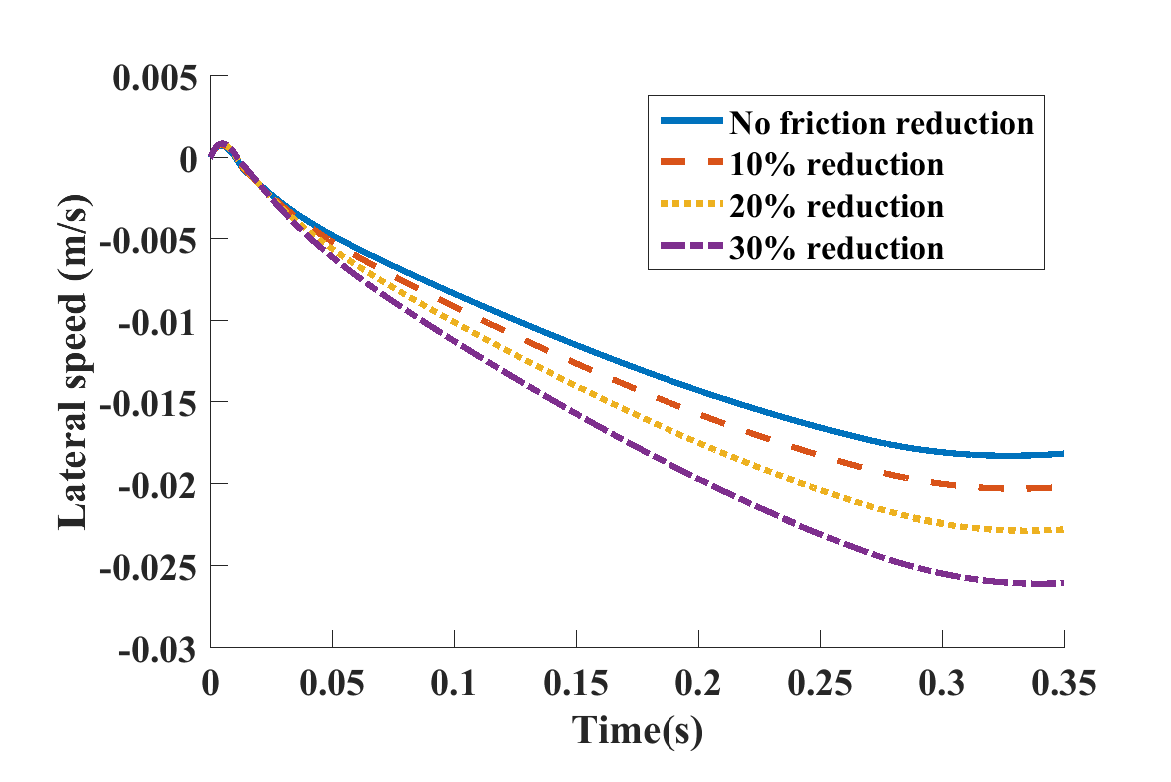 0.005
0
-0.005
-0.01
-0.015
-0.02
-0.025
-0.03
Lateral speed (m/s)
No friction reduction
10% reduction
20% reduction
30% reduction
0 0.05 0.1 0.15 0.2 0.25 0.3 0.35
Time(s)